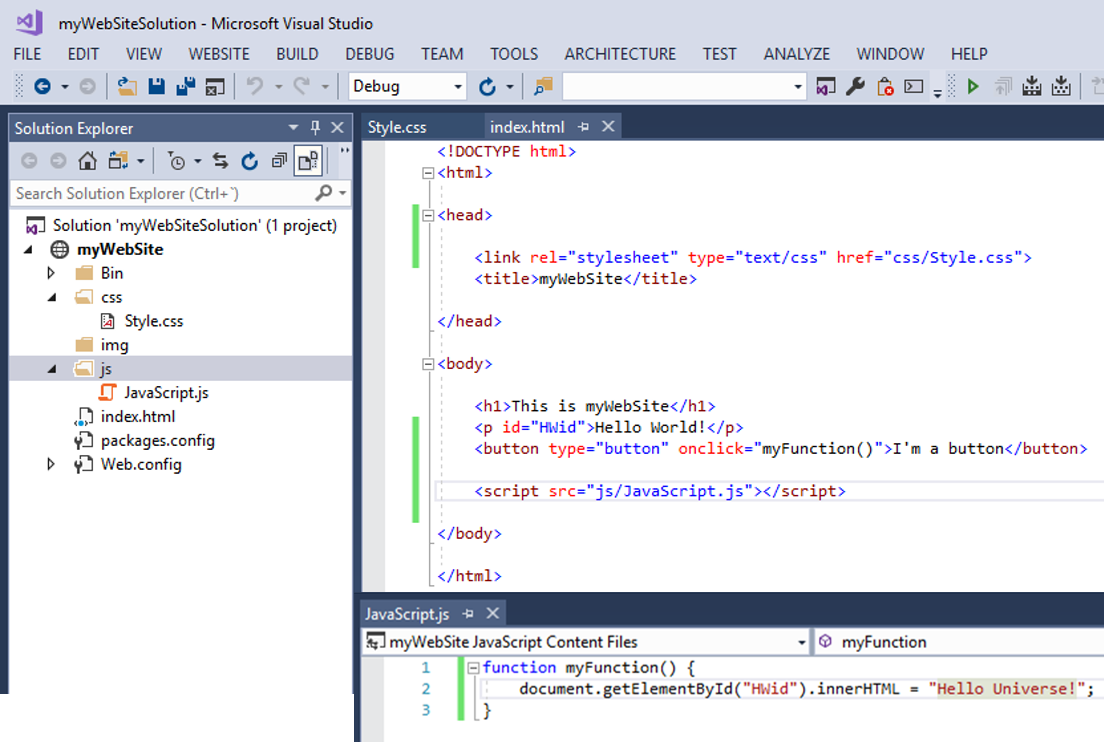 myWebSiteSolution - Microsoft Visual Studio
FILE EDIT VIEW WEBSITE BUILD DEBUG TEAM TOOLS ARCHITECTURE TEST ANALYZE WINDOW HELP
Debug
Solution Explorer
Search Solution Explorer (Ctrl+`)
Solution 'myWebSiteSolution' (1 project)
myWebSite
Bin
css
Style.css
img
js
JavaScript.js
index.html
packages.config
Web.config
Style.css index.html
<!DOCTYPE html>
<html>
<head>
<link rel="stylesheet" type="text/css" href="css/Style.css">
<title>myWebSite</title>
</head>
<body>
<h1>This is myWebSite</h1>
<p id="HWid">Hello World!</p>
<button type="button" onclick="myFunction()">I'm a button</button>
<script src="js/JavaScript.js"></script>
</body>
</html>
JavaScript.js
myWebSite JavaScript Content Files myFunction
1 function myFunction() {
2 document.getElementById("HWid").innerHTML = "Hello Universe!";
3 }